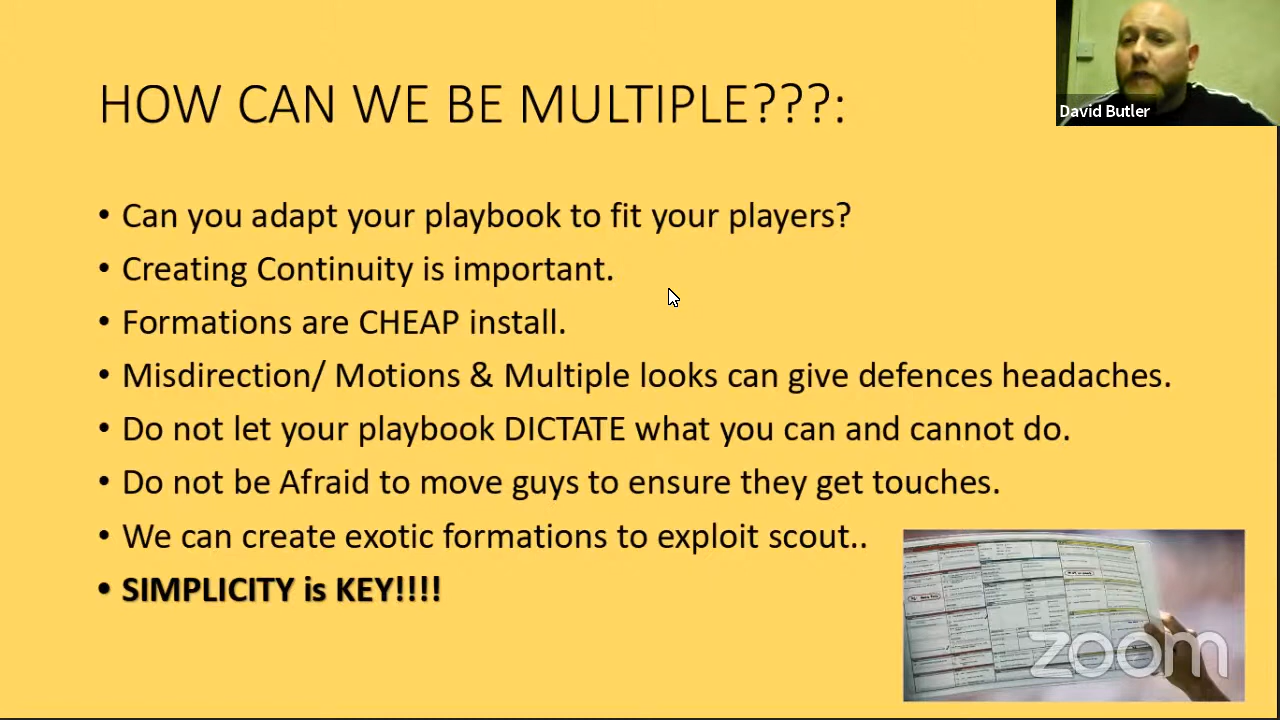 HOW CAN WE BE MULTIPLE???:
David Butler
• Can you adapt your playbook to fit your players?
• Creating Continuity is important.
• Formations are CHEAP install.
• Misdirection/ Motions & Multiple looks can give defences headaches.
• Do not let your playbook DICTATE what you can and cannot do.
• Do not be Afraid to move guys to ensure they get touches.
• We can create exotic formations to exploit scout..
• SIMPLICITY is KEY!!!!
zoom